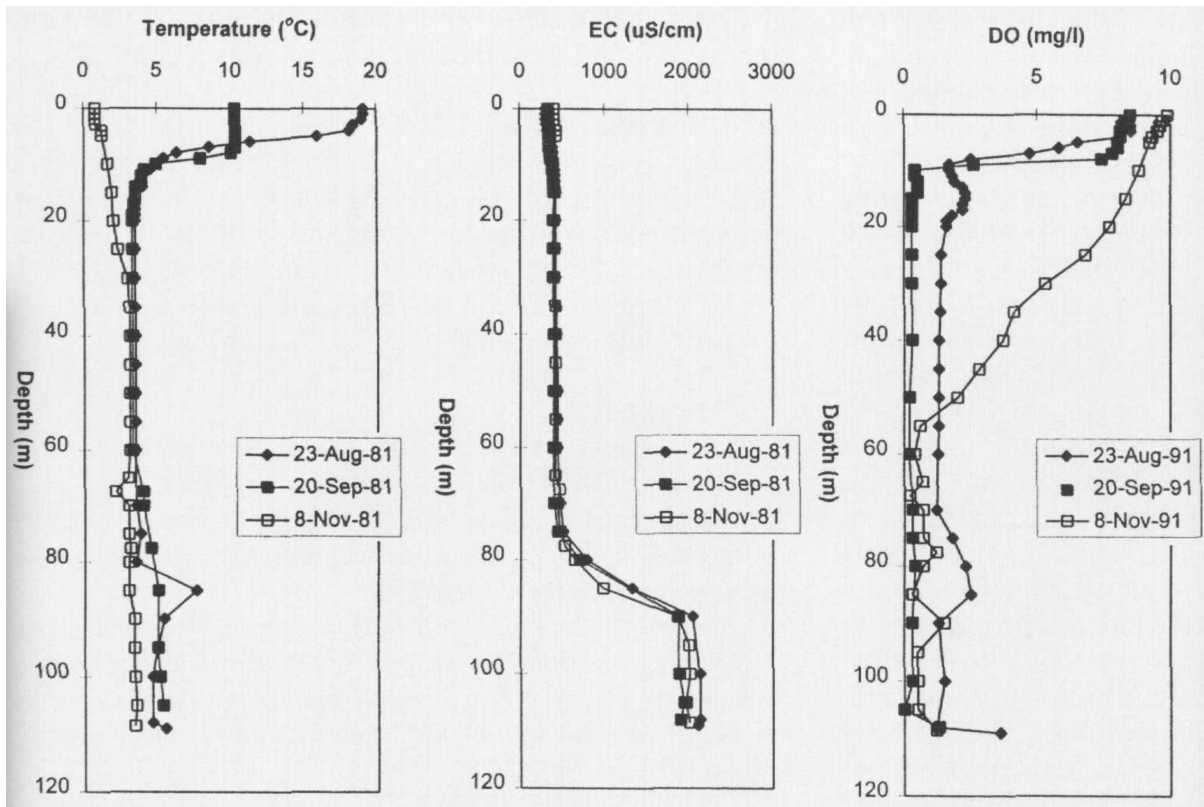 Temperature (°C)
0 5 10 15 20
0
20
40
60
80
100
120
Depth (m)
23-Aug-81
20-Sep-81
8-Nov-81
EC (uS/cm)
0 1000 2000 3000
0
20
40
60
80
100
120
Depth (m)
23-Aug-81
20-Sep-81
8-Nov-81
DO (mg/l)
0 5 10
0
20
40
60
80
100
120
Depth (m)
23-Aug-91
20-Sep-91
8-Nov-91